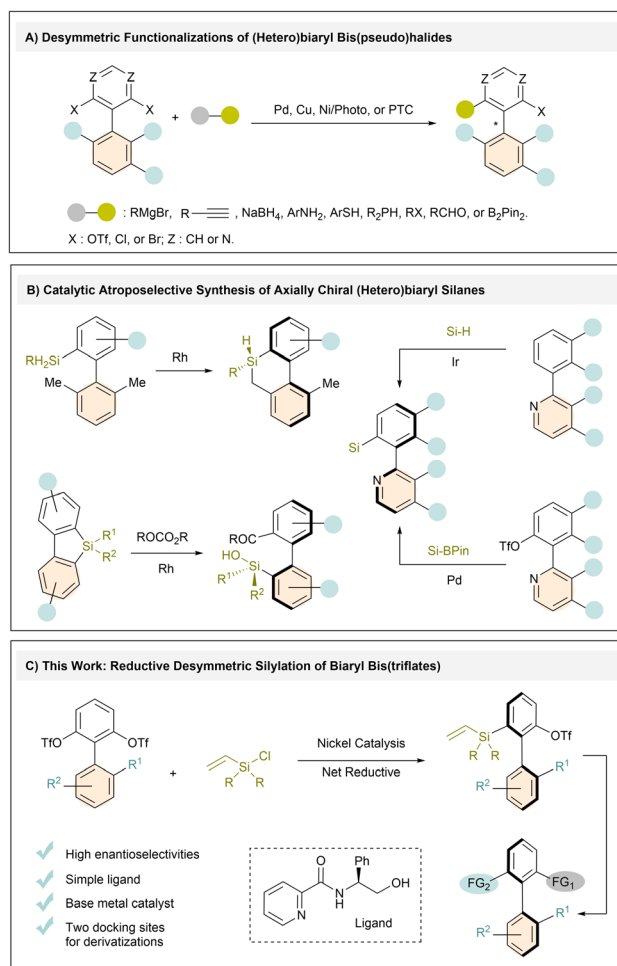 A) Desymmetric Functionalizations of (Hetero)biaryl Bis(pseudo)halides
Z Z
X X
+
Pd, Cu, Ni/Photo, or PTC
Z Z
X
*
: RMgBr, R, NaBH4, ArNH2, ArSH, R2PH, RX, RCHO, or B2Pin2.
X : OTf, Cl, or Br; Z : CH or N.
B) Catalytic Atroposelective Synthesis of Axially Chiral (Hetero)biaryl Silanes
RH2Si
Me Me
Rh
H
Si
R
Me
Si-H
Ir
Si
N
N
R1
Si
R2
ROCO2R
Rh
ROC
HO
Si
R1
R2
Si-BPin
Pd
TfO
N
C) This Work: Reductive Desymmetric Silylation of Biaryl Bis(triflates)
TfO OTf
R1
R2
+
Cl
Si
R R
Nickel Catalysis
Net Reductive
Si OTf
R R
R1
R2
High enantioselectivities
Simple ligand
Base metal catalyst
Two docking sites
for derivatizations
O Ph
N
H
OH
N
Ligand
FG2 FG1
R1
R2